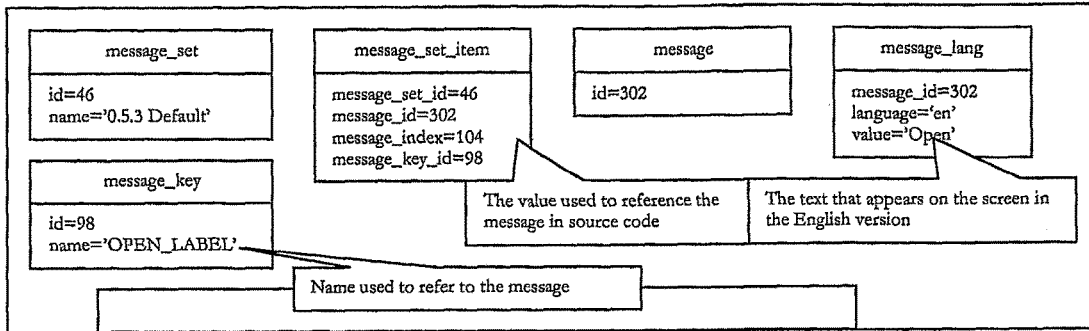 message_set
id=46
name='0.5.3 Default'
message_set_item
message_set_id=46
message_id=302
message_index=104
message_key_id=98
message
id=302
message_lang
message_id=302
language='en'
value='Open'
message_key
id=98
name='OPEN_LABEL'
The value used to reference the
message in source code
The text that appears on the screen in
the English version
Name used to refer to the message